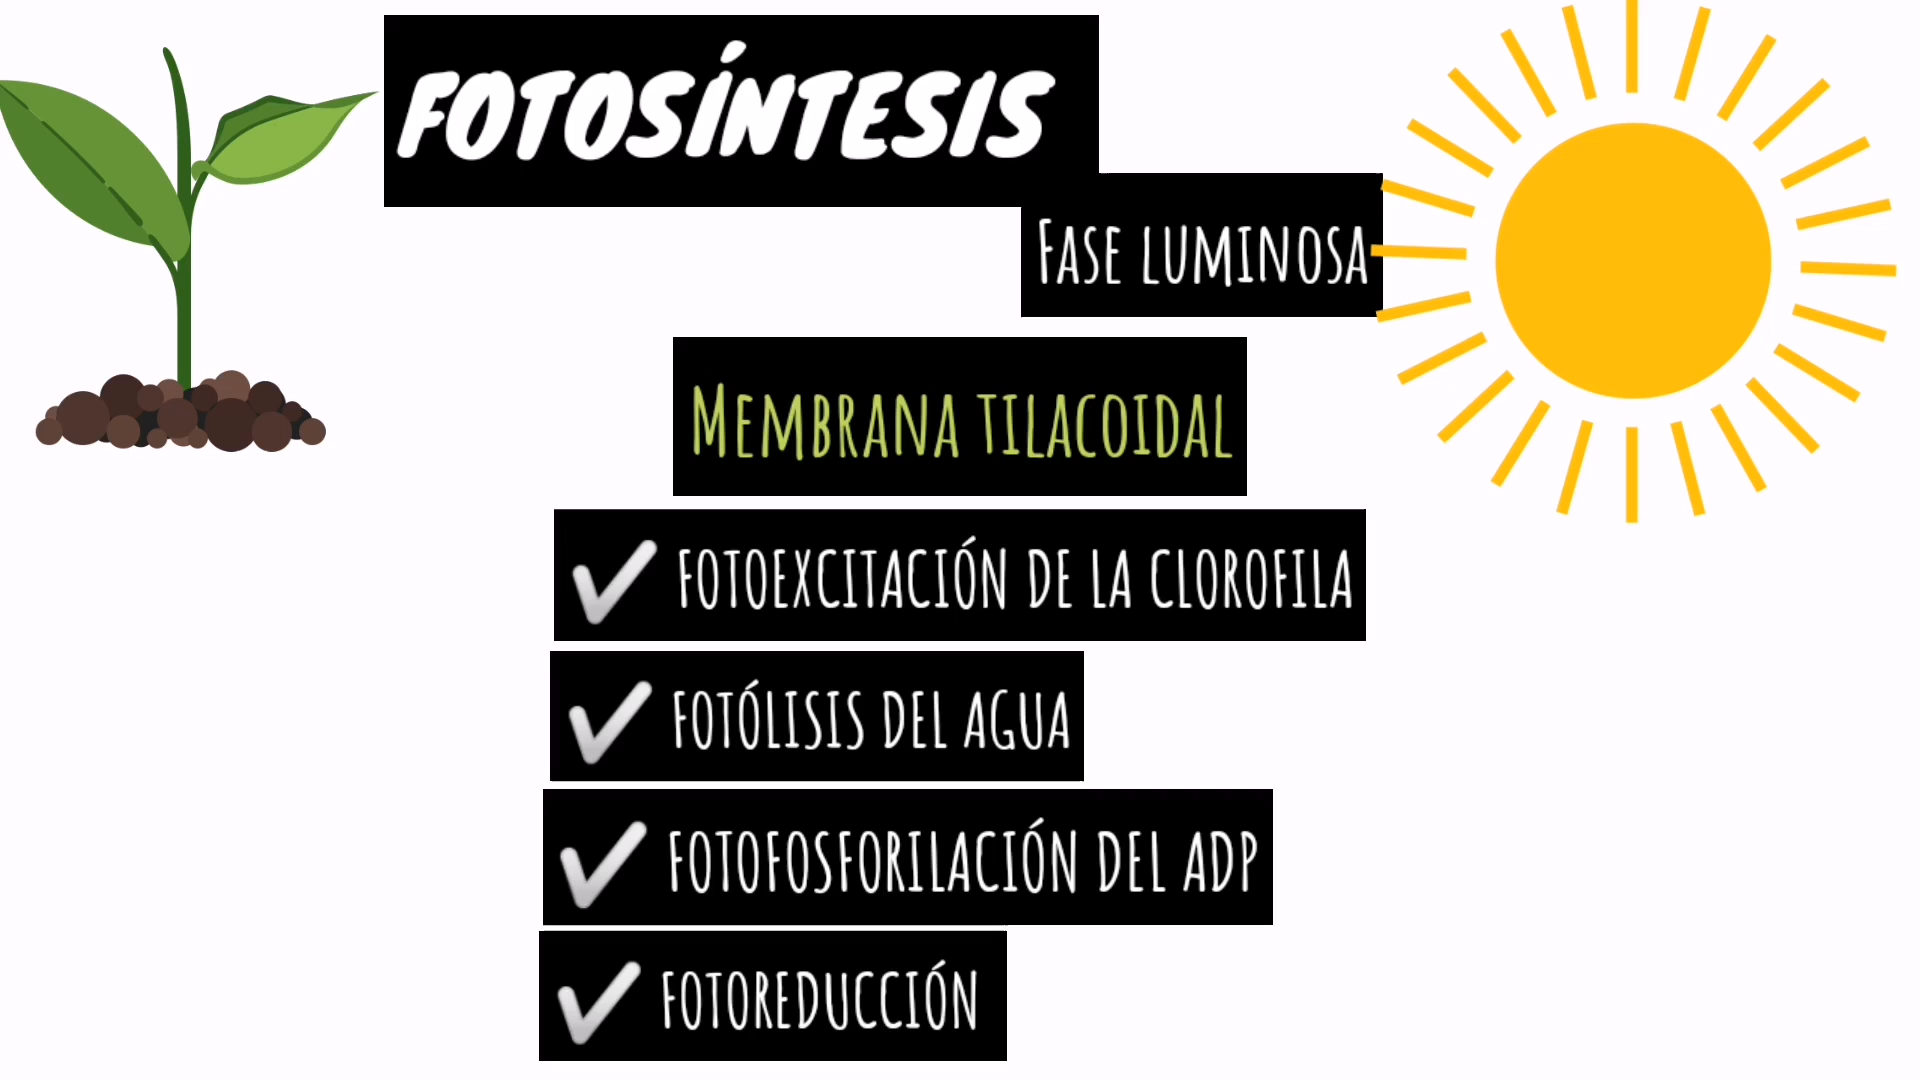 FOTOSÍNTESIS
FASE LUMINOSA
MEMBRANA TILACOIDAL
✔ FOTOEXCITACIÓN DE LA CLOROFILA
✔ FOTÓLISIS DEL AGUA
✔ FOTOFOSFORILACIÓN DEL ADP
✔ FOTOREDUCCIÓN